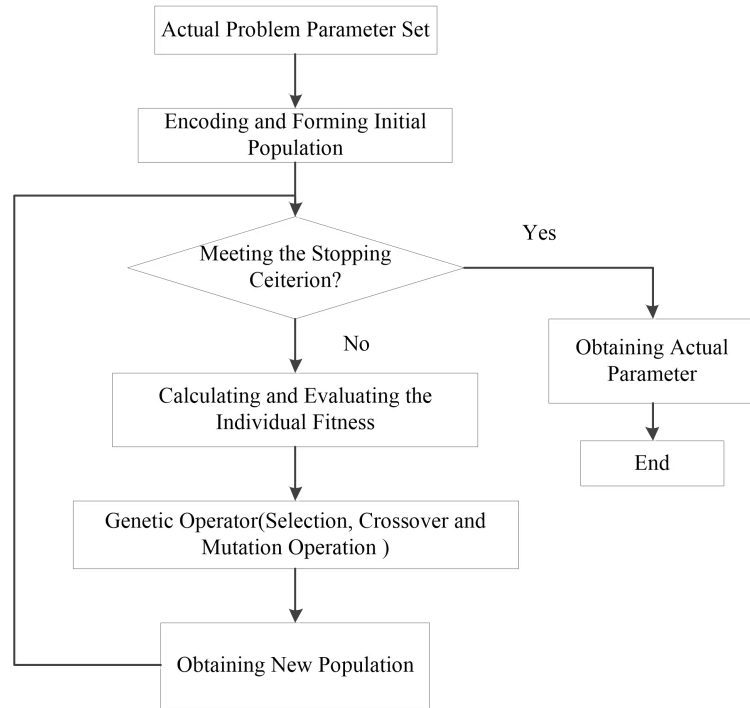 Actual Problem Parameter Set
Encoding and Forming Initial
Population
Meeting the Stopping
Ceiterion?
Yes
No
Obtaining Actual
Parameter
Calculating and Evaluating the
Individual Fitness
End
Genetic Operator(Selection, Crossover and
Mutation Operation )
Obtaining New Population